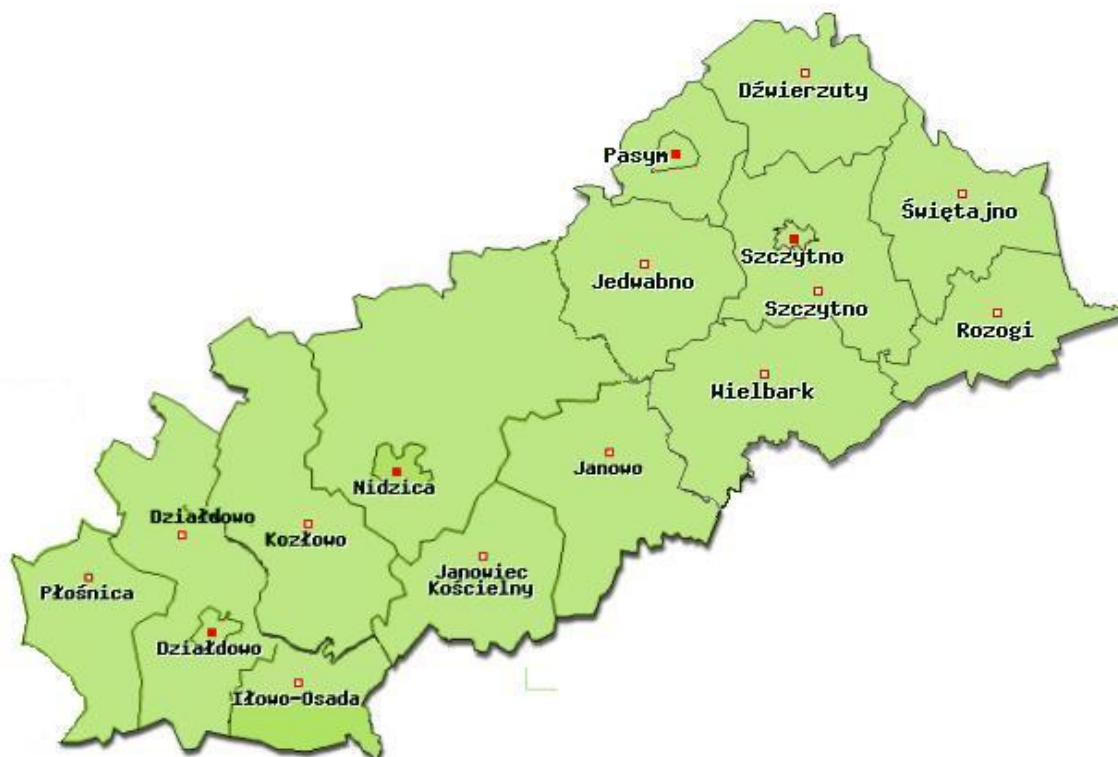 Dźwierzuty
Pasym
Świętajno
Szczytno
Jedwabno
Szczytno
Rozogi
Wielbark
Janowo
Nidzica
Działdowo
Kozłowo
Janowiec
Kościelny
Płośnica
Działdowo
Iłowo-Osada